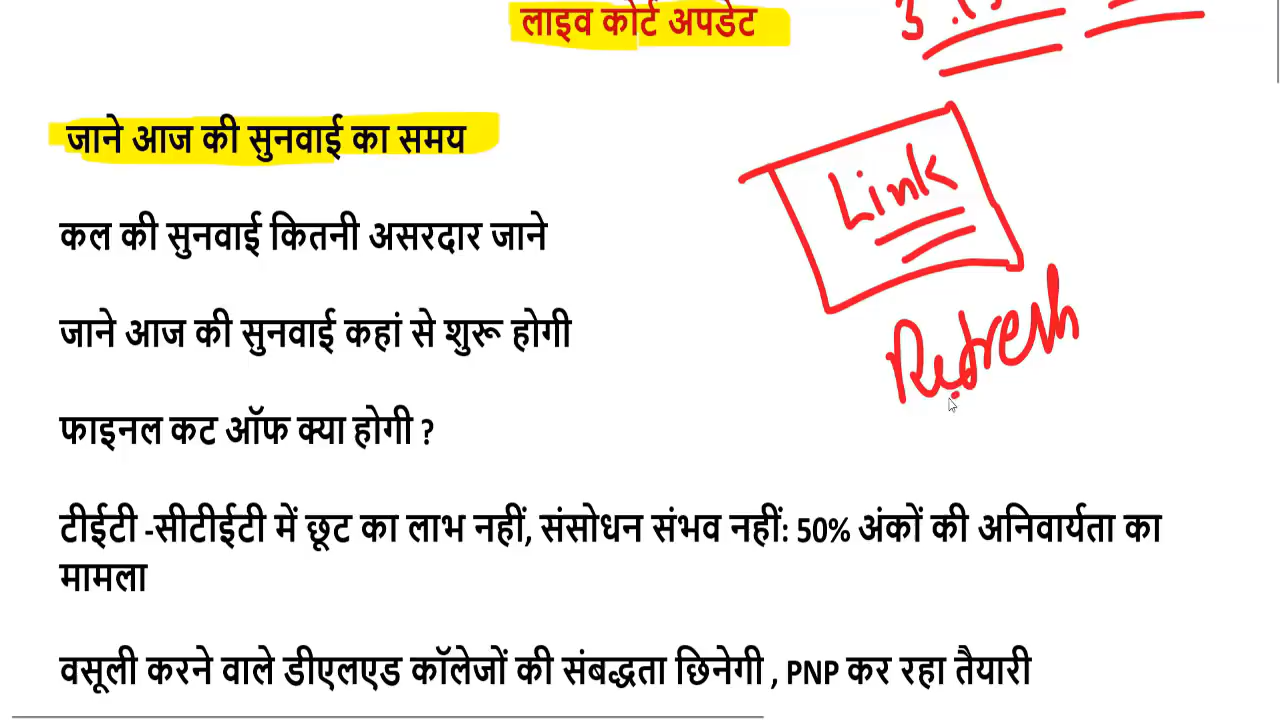 लाइव कोर्ट अपडेट
जाने आज की सुनवाई का समय
Link
कल की सुनवाई कितनी असरदार जाने
जाने आज की सुनवाई कहां से शुरू होगी
Refresh
फाइनल कट ऑफ क्या होगी ?
टीईटी -सीटीईटी में छूट का लाभ नहीं, संसोधन संभव नहीं: 50% अंकों की अनिवार्यता का
मामला
वसूली करने वाले डीएलएड कॉलेजों की संबद्धता छिनेगी , PNP कर रहा तैयारी